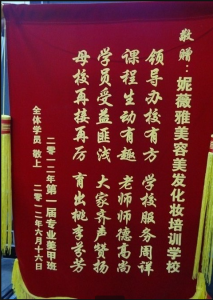 敬赠：妮薇雅美容美发化妆培训学校
领导办校有方　学校服务周详
课程生动有趣　老师师德高尚
学员受益匪浅　大家齐声赞扬
母校再接再厉　育出桃李芬芳
二零一二年第一届专业美甲班
全体学员　敬上　二零一二年六月十六日